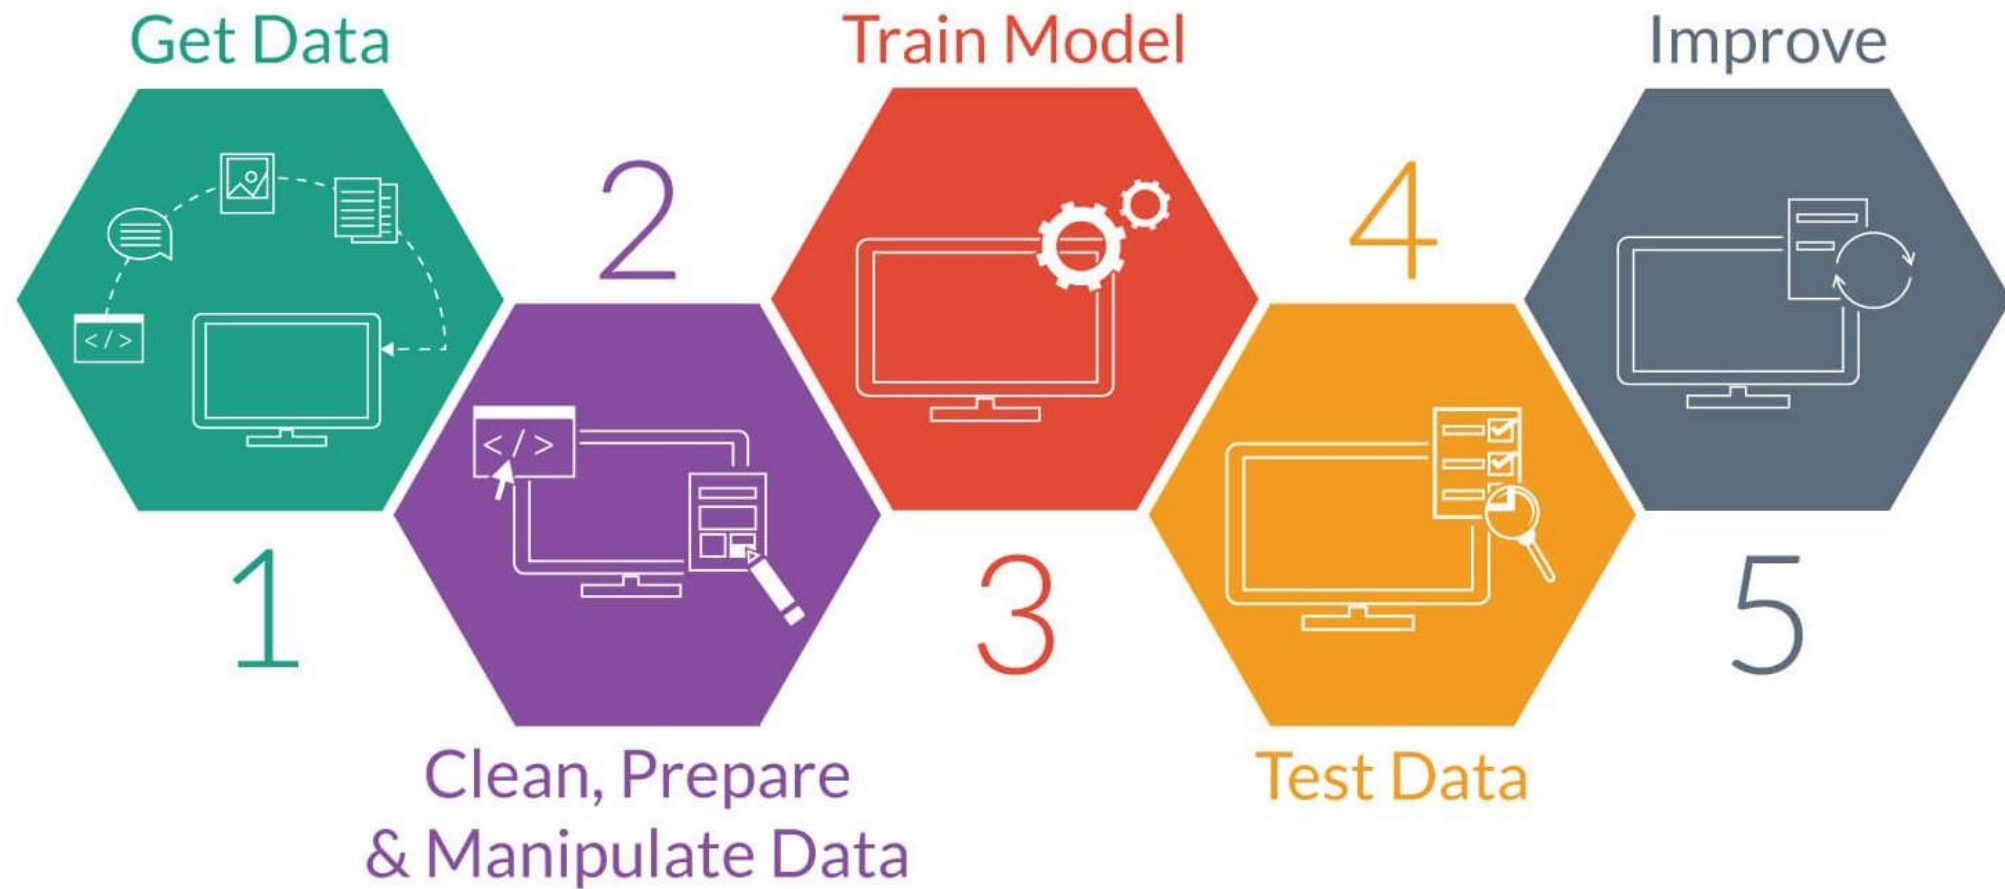 Get Data
1
2
Clean, Prepare
& Manipulate Data
Train Model
3
4
Test Data
Improve
5
</>
</>